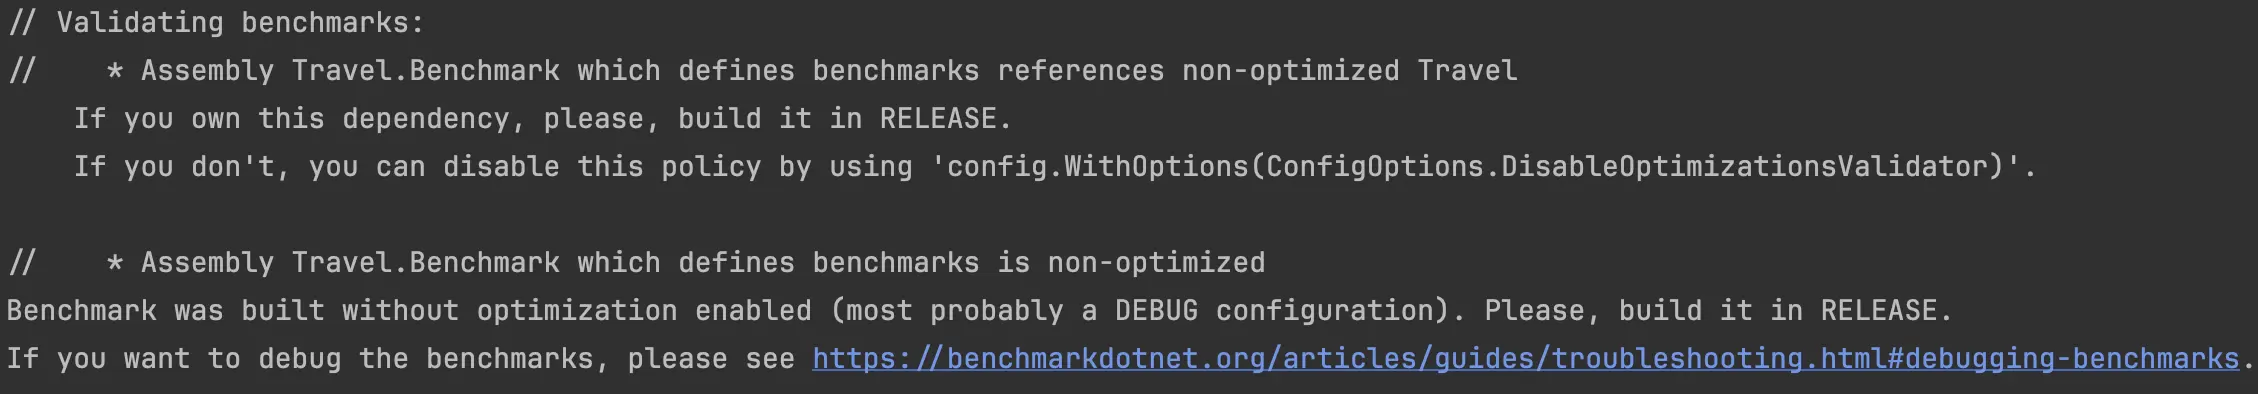 // Validating benchmarks:
//    * Assembly Travel.Benchmark which defines benchmarks references non-optimized Travel
    If you own this dependency, please, build it in RELEASE.
    If you don't, you can disable this policy by using 'config.WithOptions(ConfigOptions.DisableOptimizationsValidator)'.

//    * Assembly Travel.Benchmark which defines benchmarks is non-optimized
Benchmark was built without optimization enabled (most probably a DEBUG configuration). Please, build it in RELEASE.
If you want to debug the benchmarks, please see https://benchmarkdotnet.org/articles/guides/troubleshooting.html#debugging-benchmarks.